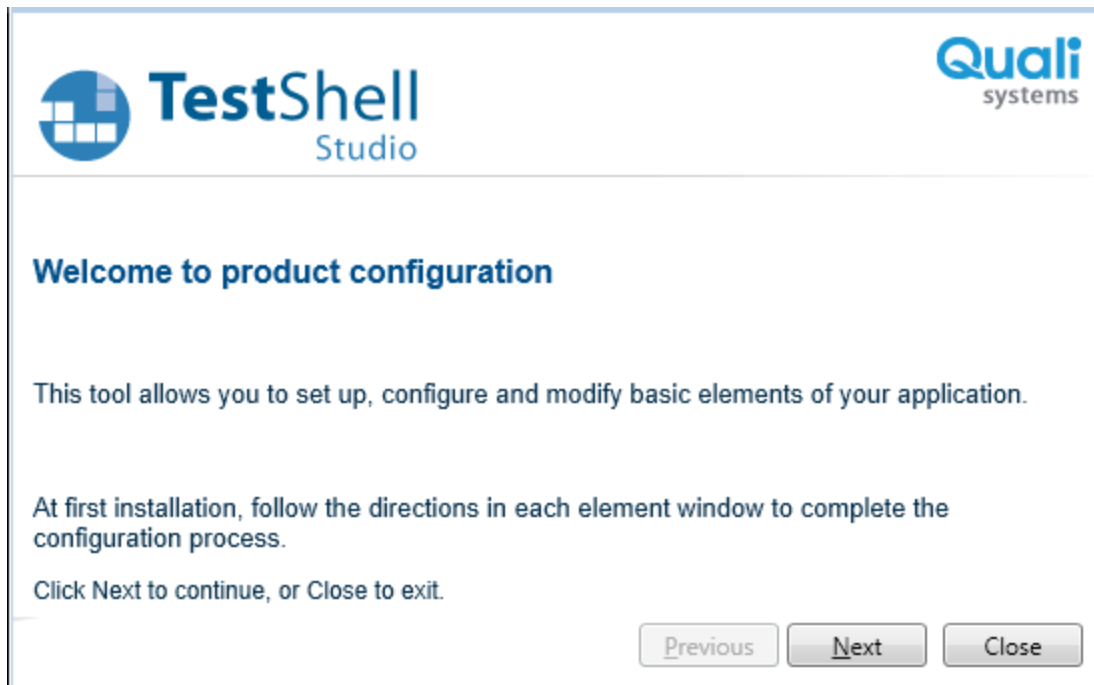 TestShell
Studio
Quali
systems
Welcome to product configuration
This tool allows you to set up, configure and modify basic elements of your application.
At first installation, follow the directions in each element window to complete the
configuration process.
Click Next to continue, or Close to exit.
Previous Next Close